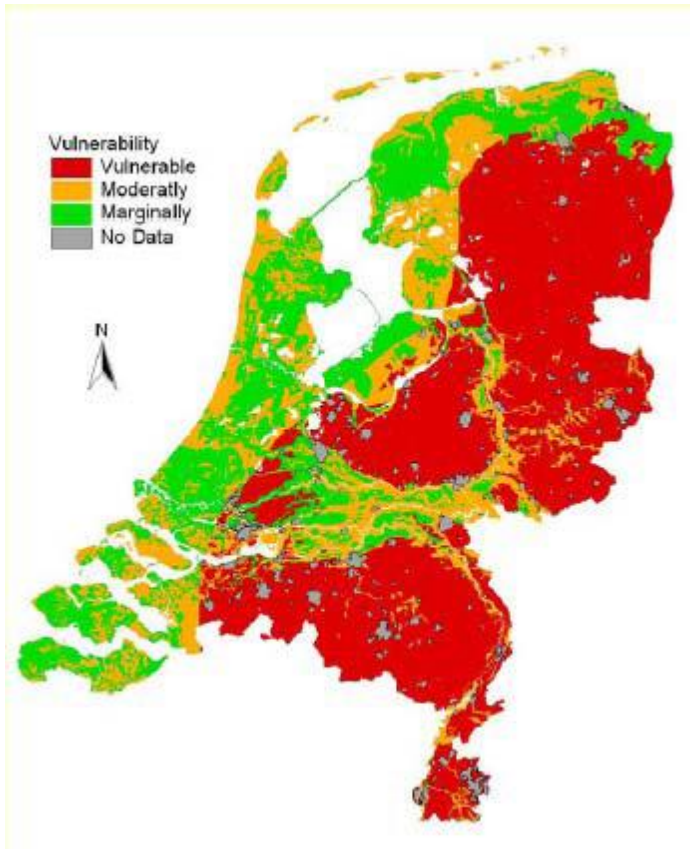 Vulnerability
Vulnerable
Moderatly
Marginally
No Data
N